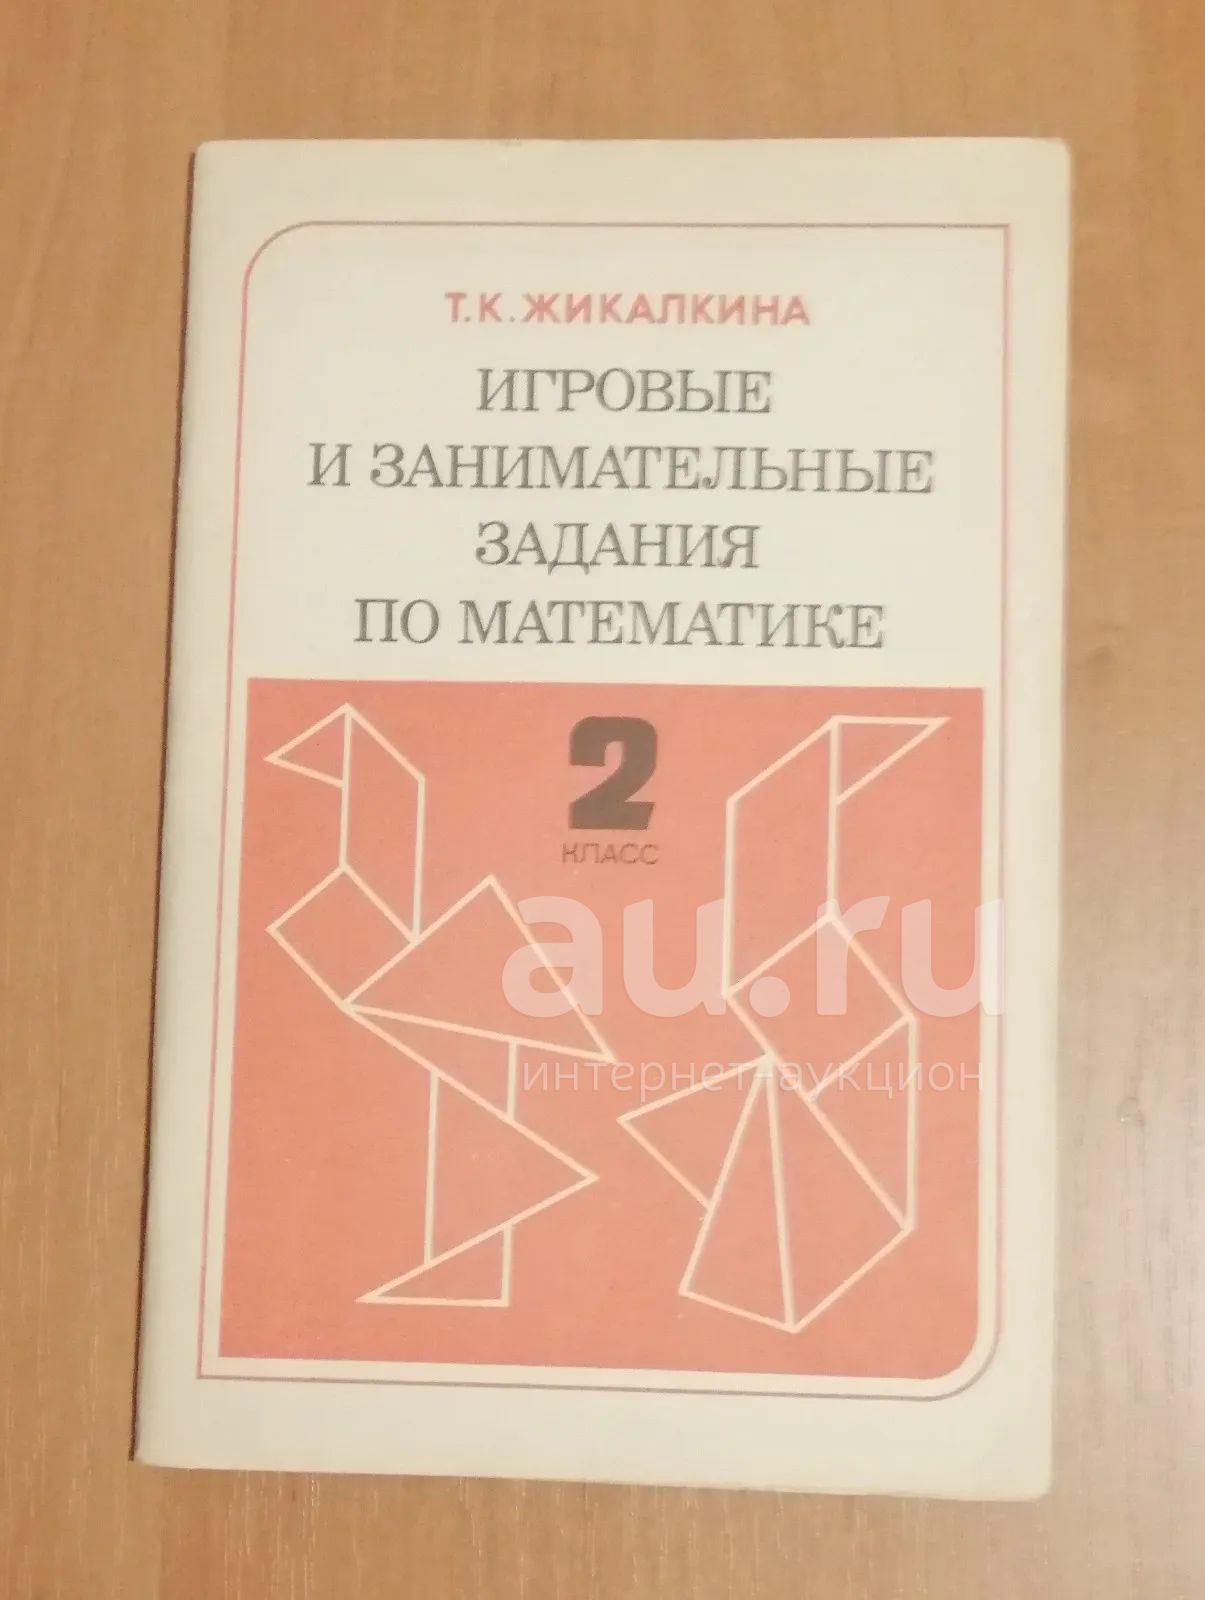 Т.К.ЖИКАЛКИНА
ИГРОВЫЕ
И ЗАНИМАТЕЛЬНЫЕ
ЗАДАНИЯ
ПО МАТЕМАТИКЕ
2
КЛАСС
au.ru
интернет-аукцион